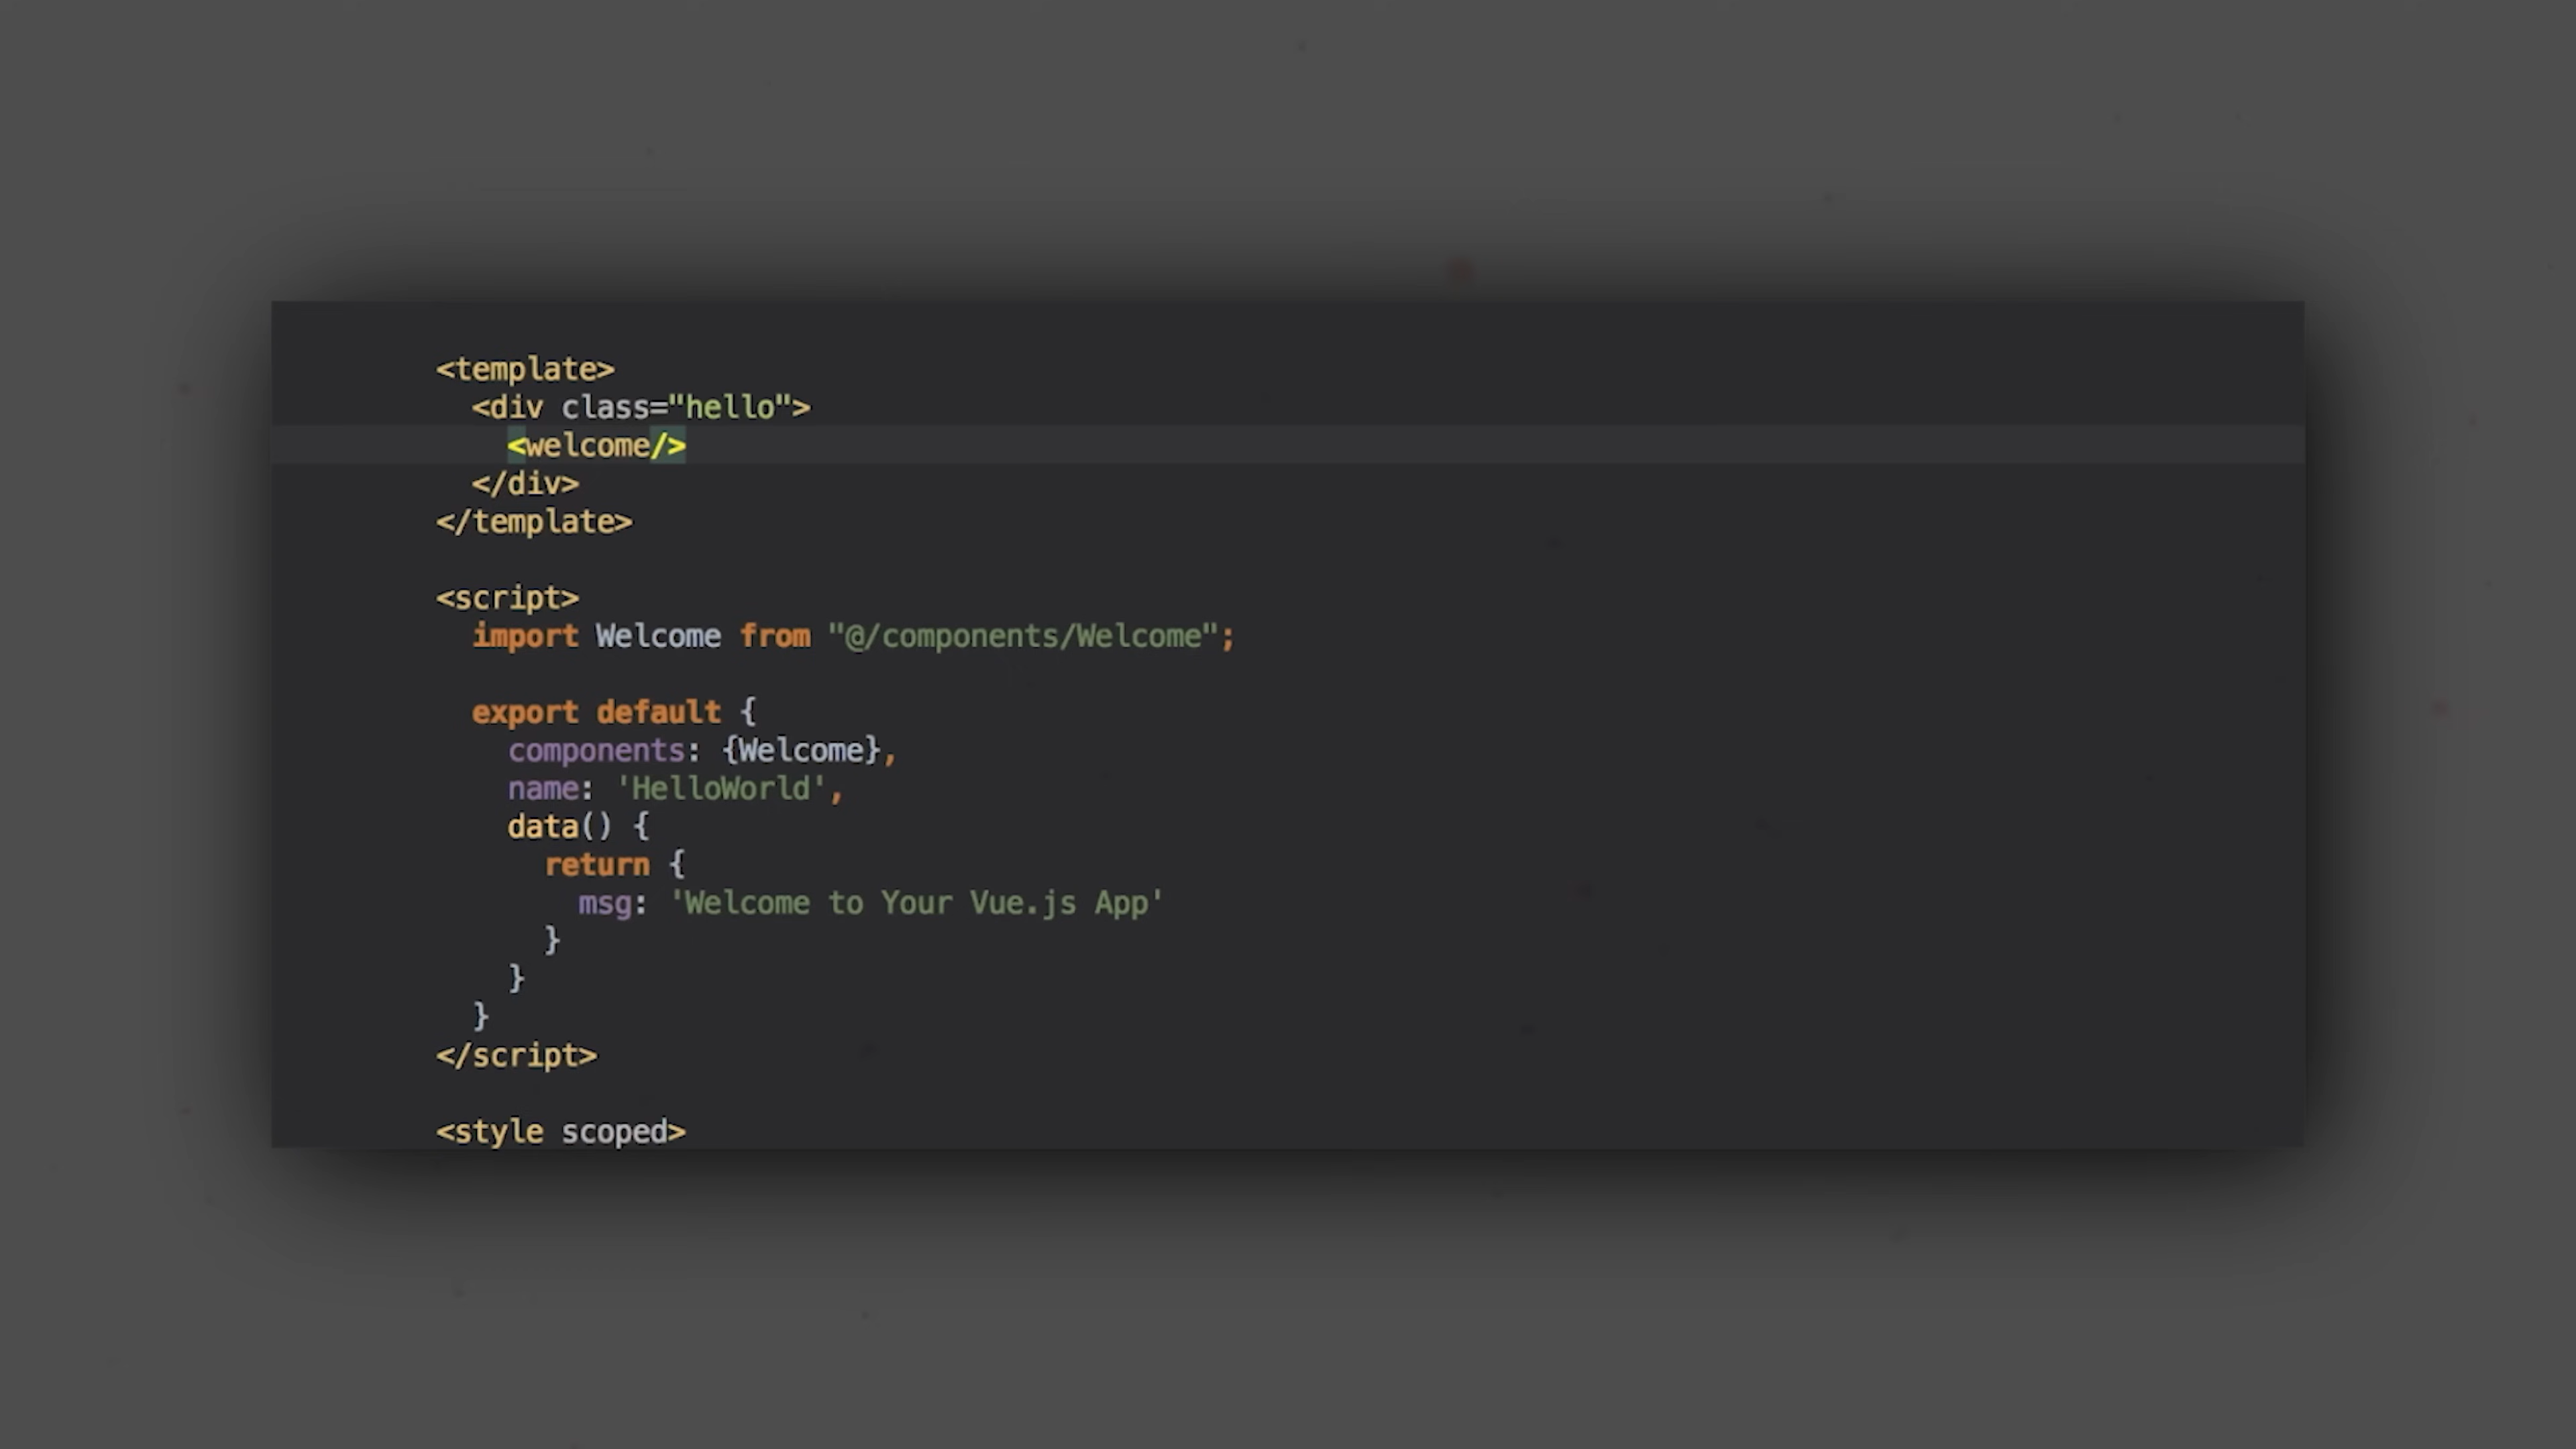 <template>
<div class="hello">
<welcome/>
</div>
</template>
<script>
import Welcome from "@/components/Welcome";
export default {
components: {Welcome},
name: 'HelloWorld',
data() {
return {
msg: 'Welcome to Your Vue.js App'
}
}
}
</script>
<style scoped>